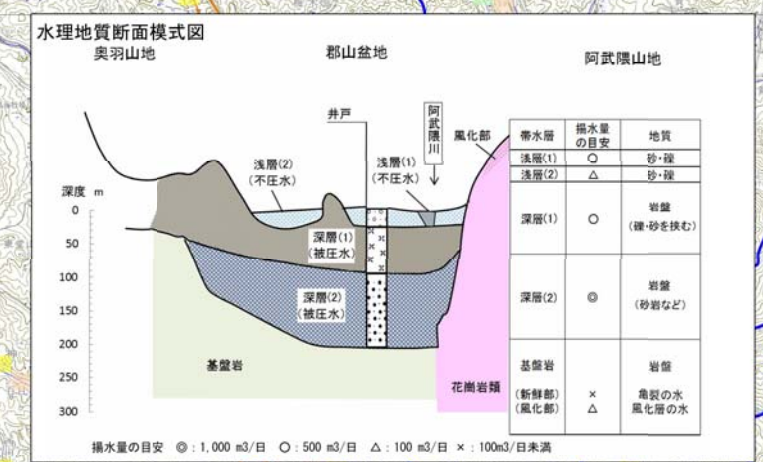 水理地質断面模式図
奥羽山地
郡山盆地
阿武隈山地
井戸
阿武隈川
風化部
浅層(2)
(不圧水)
浅層(1)
(不圧水)
深度 m
0
50
100
150
200
250
300
深層(1)
(被圧水)
深層(2)
(被圧水)
基盤岩
花崗岩類
帯水層 揚水量の目安 地質
浅層(1) ○ 砂・礫
浅層(2) △ 砂・礫
深層(1) ○ 岩盤
(礫・砂を挟む)
深層(2) ◎ 岩盤
(砂岩など)
基盤岩 岩盤
(新鮮部) × 亀裂の水
(風化部) △ 風化層の水
揚水量の目安 ◎:1,000 m3/日 ○:500 m3/日 △:100 m3/日 ×:100m3/日未満